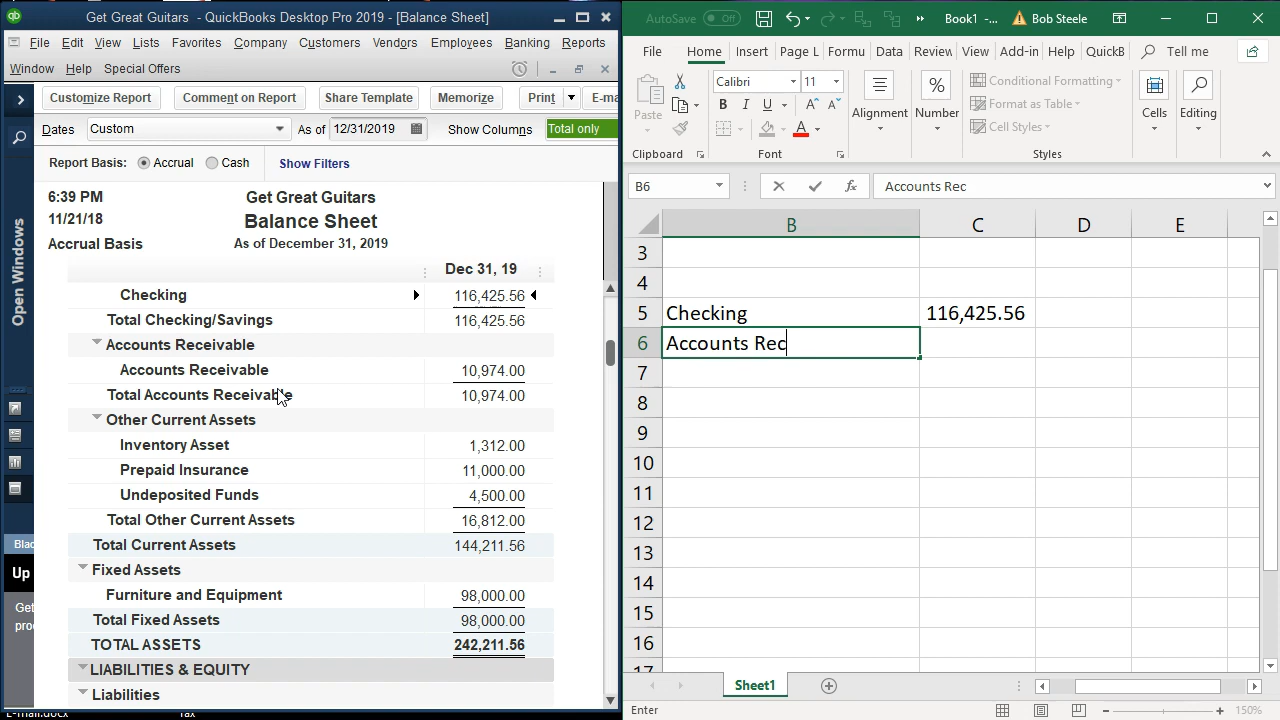 Get Great Guitars - QuickBooks Desktop Pro 2019 - [Balance Sheet]
File Edit View Lists Favorites Company Customers Vendors Employees Banking Reports
Window Help Special Offers
Customize Report Comment on Report Share Template Memorize Print E-ma
Dates Custom As of 12/31/2019 Show Columns Total only
Report Basis: Accrual Cash Show Filters
Open Windows
6:39 PM
11/21/18
Accrual Basis
Get Great Guitars
Balance Sheet
As of December 31, 2019
Dec 31, 19
Checking 116,425.56
Total Checking/Savings 116,425.56
Accounts Receivable
Accounts Receivable 10,974.00
Total Accounts Receivable 10,974.00
Other Current Assets
Inventory Asset 1,312.00
Prepaid Insurance 11,000.00
Undeposited Funds 4,500.00
Total Other Current Assets 16,812.00
Total Current Assets 144,211.56
Fixed Assets
Furniture and Equipment 98,000.00
Total Fixed Assets 98,000.00
TOTAL ASSETS 242,211.56
LIABILITIES & EQUITY
Liabilities
Blac
Up
Get
pro
E-mail.docx Tax
AutoSave Off Book1 -... Bob Steele
File Home Insert Page L Formu Data Review View Add-in Help QuickB Tell me
Paste
Clipboard
Calibri 11
B I U A A
A
Font
Alignment
% Number
Conditional Formatting
Format as Table
Cell Styles
Styles
Cells
Editing
B6 fx Accounts Rec
B C D E
3
4
5 Checking 116,425.56
6 Accounts Rec
7
8
9
10
11
12
13
14
15
16
17
Sheet1
Enter 150%